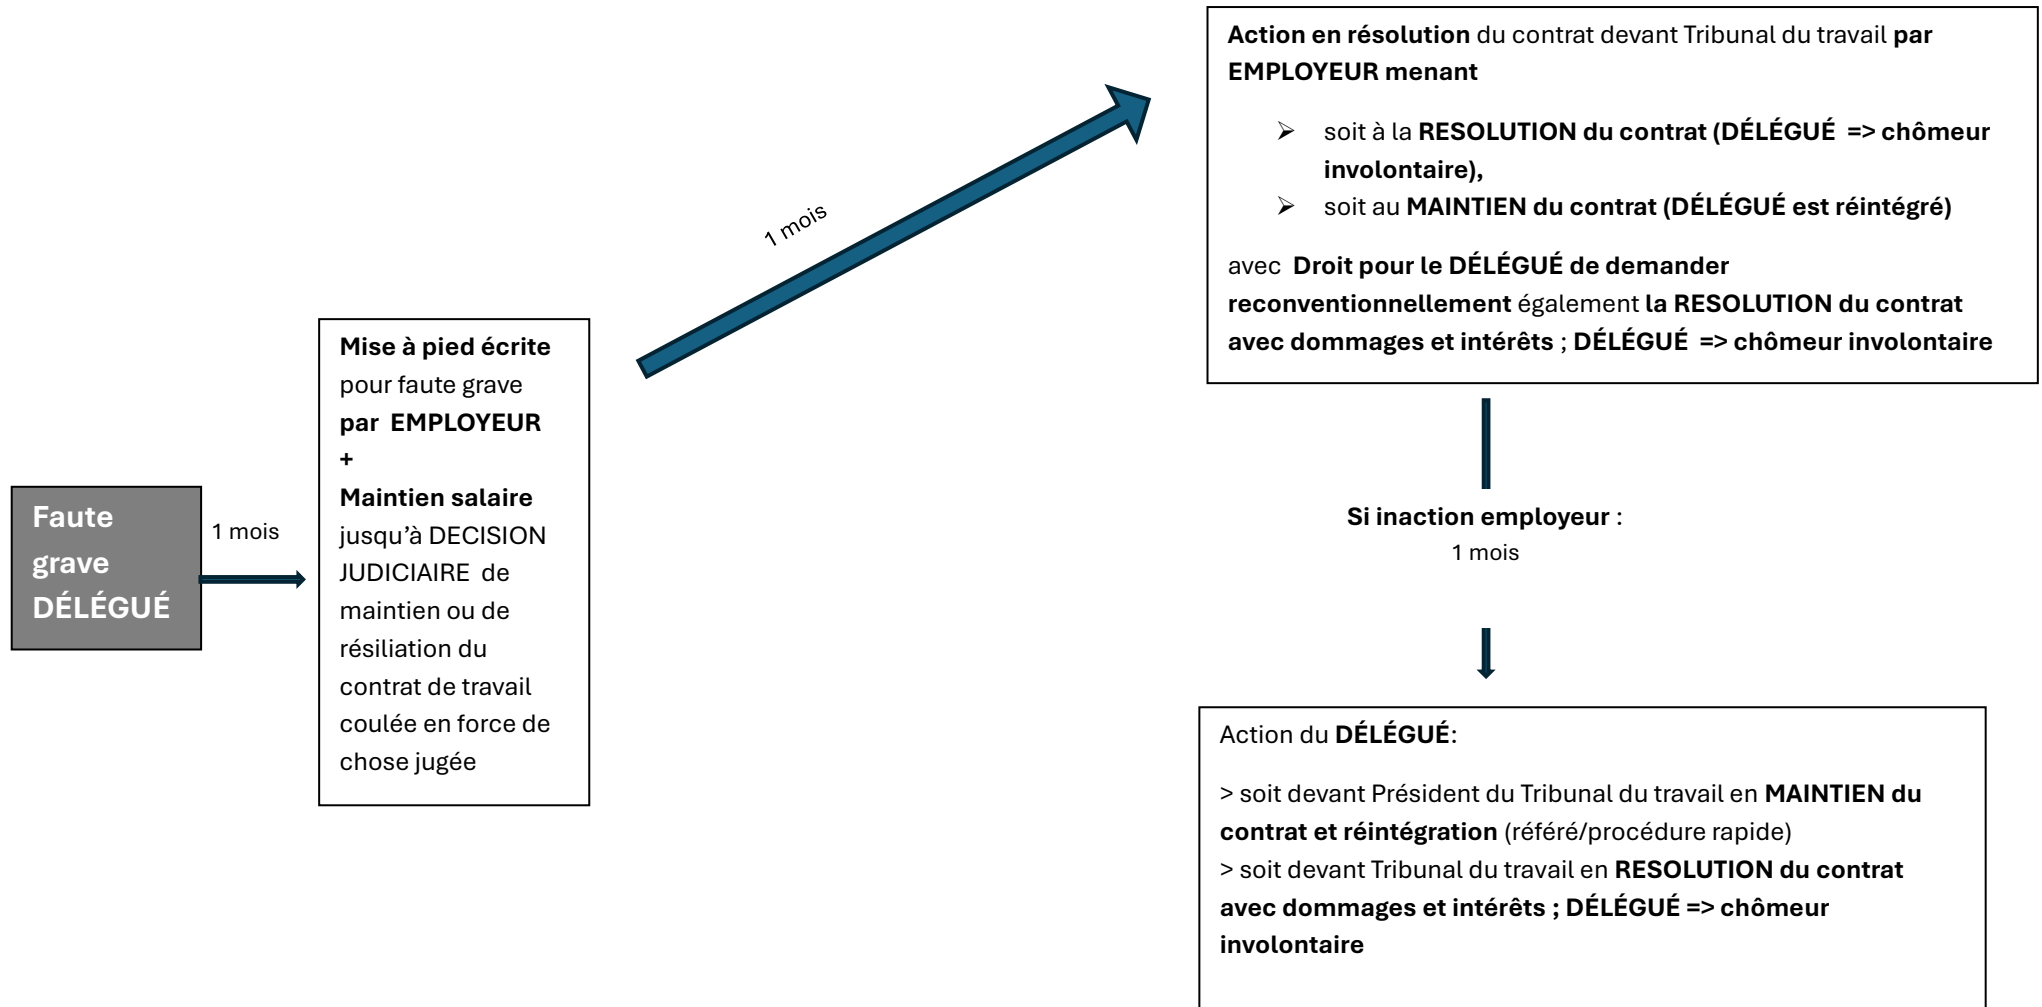 Faute
grave
DÉLÉGUÉ
1 mois
Mise à pied écrite
pour faute grave
par EMPLOYEUR
+
Maintien salaire
jusqu’à DECISION
JUDICIAIRE de
maintien ou de
résiliation du
contrat de travail
coulée en force de
chose jugée
1 mois
Action en résolution du contrat devant Tribunal du travail par
EMPLOYEUR menant
➢ soit à la RESOLUTION du contrat (DÉLÉGUÉ => chômeur
involontaire),
➢ soit au MAINTIEN du contrat (DÉLÉGUÉ est réintégré)
avec Droit pour le DÉLÉGUÉ de demander
reconventionnellement également la RESOLUTION du contrat
avec dommages et intérêts ; DÉLÉGUÉ => chômeur involontaire
Si inaction employeur :
1 mois
Action du DÉLÉGUÉ:
> soit devant Président du Tribunal du travail en MAINTIEN du
contrat et réintégration (référé/procédure rapide)
> soit devant Tribunal du travail en RESOLUTION du contrat
avec dommages et intérêts ; DÉLÉGUÉ => chômeur
involontaire